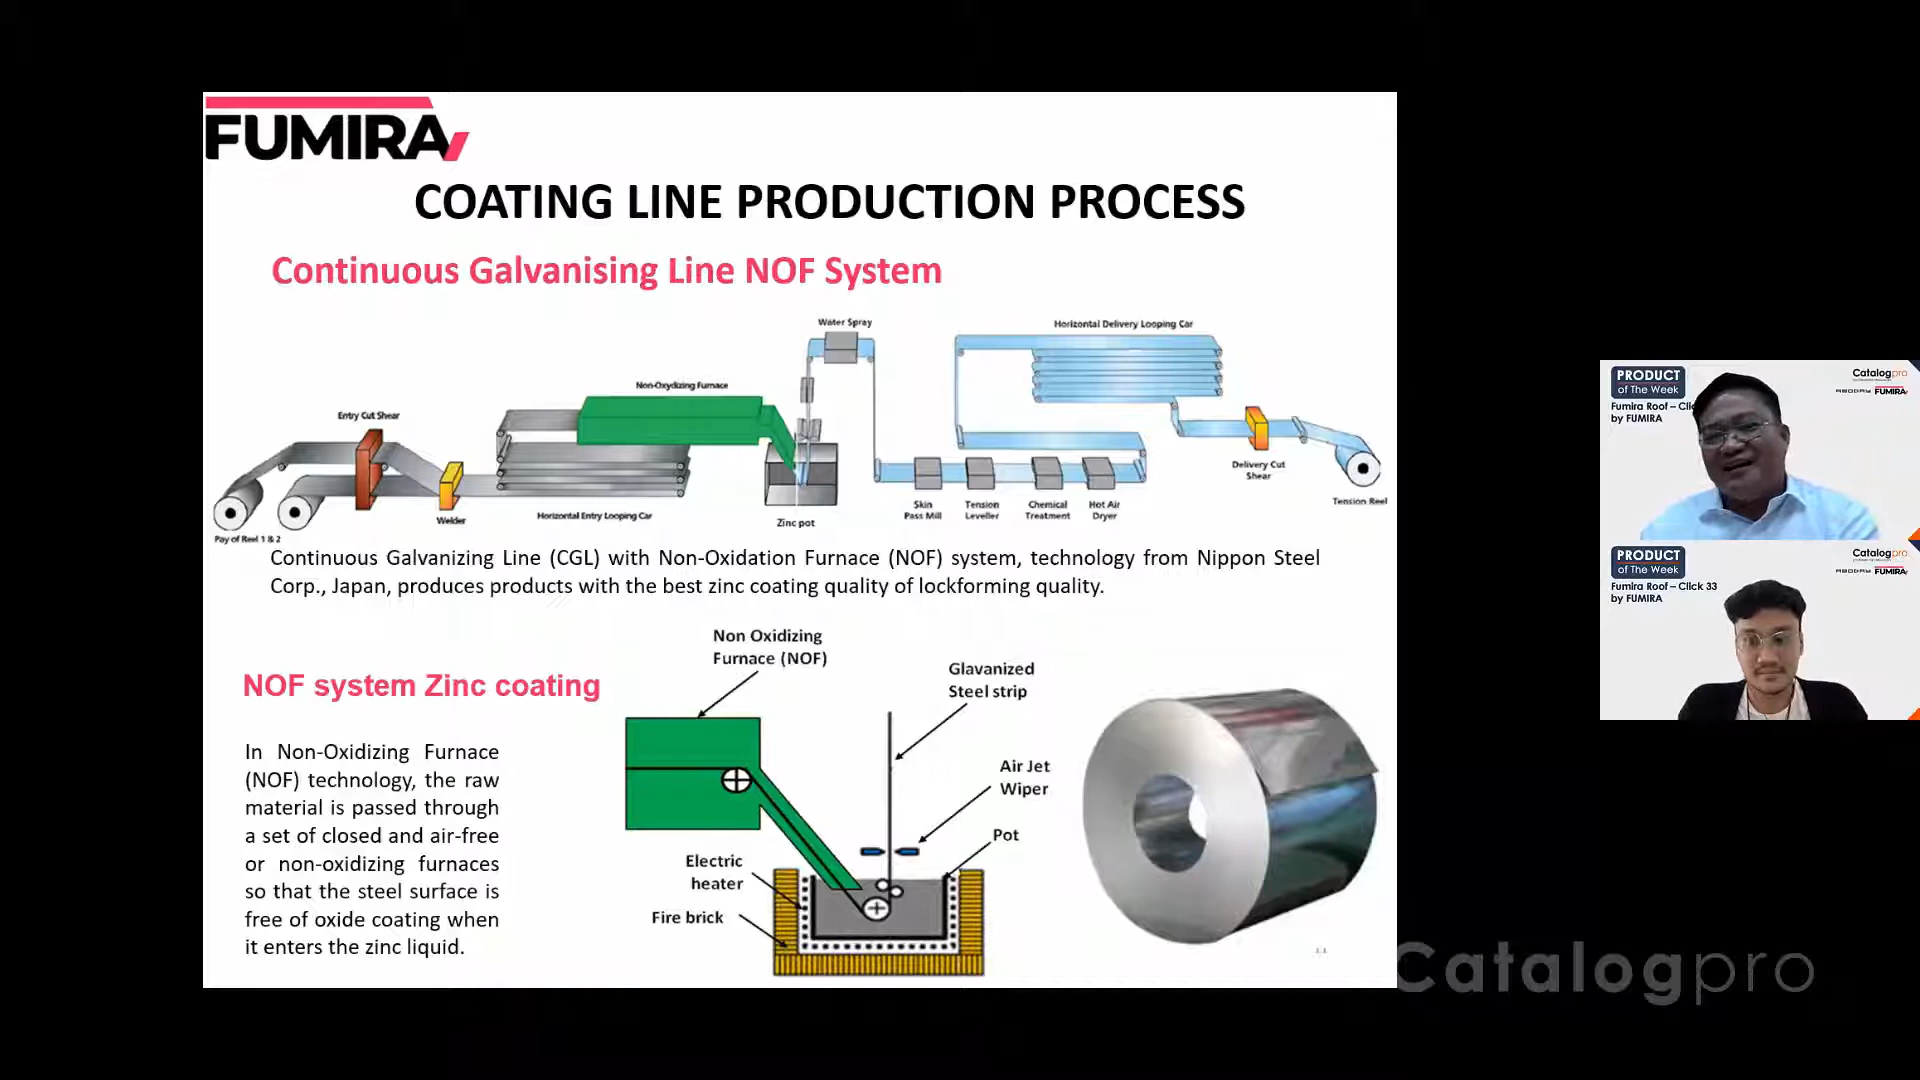 FUMIRA
COATING LINE PRODUCTION PROCESS
Continuous Galvanising Line NOF System
Water Spray
Horizontal Delivery Looping Car
Non-Oxydizing Furnace
Entry Cut Shear
Delivery Cut
Shear
Tension Reel
Skin
Pass Mill
Tension
Leveller
Chemical
Treatment
Hot Air
Dryer
Welder
Horizontal Entry Looping Car
Zinc pot
Pay of Reel 1 & 2
Continuous Galvanizing Line (CGL) with Non-Oxidation Furnace (NOF) system, technology from Nippon Steel
Corp., Japan, produces products with the best zinc coating quality of lockforming quality.
NOF system Zinc coating
In Non-Oxidizing Furnace
(NOF) technology, the raw
material is passed through
a set of closed and air-free
or non-oxidizing furnaces
so that the steel surface is
free of oxide coating when
it enters the zinc liquid.
Non Oxidizing
Furnace (NOF)
Glavanized
Steel strip
Air Jet
Wiper
Pot
Electric
heater
Fire brick
11
PRODUCT
of The Week
Catalogpro
FUMIRA
Fumira Roof – Clic
by FUMIRA
PRODUCT
of The Week
Catalogpro
FUMIRA
Fumira Roof – Click 33
by FUMIRA
Catalogpro